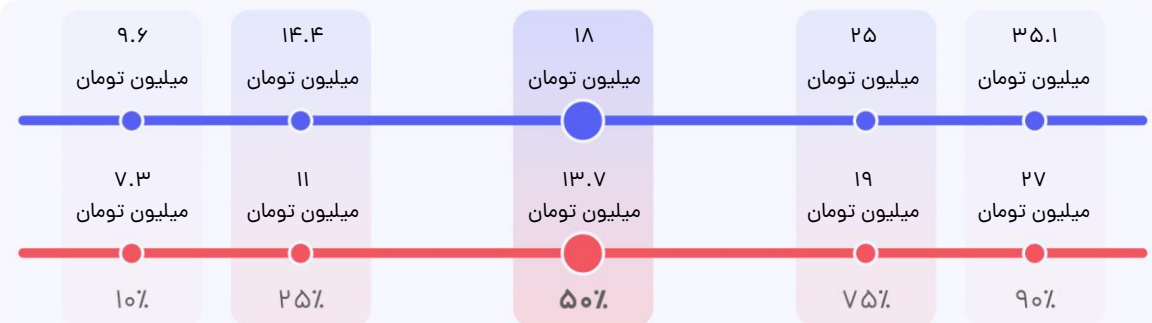 ۹.۶ ۱۴.۴ ۱۸ ۲۵ ۳۵.۱
میلیون تومان میلیون تومان میلیون تومان میلیون تومان میلیون تومان
۷.۳ ۱۱ ۱۳.۷ ۱۹ ۲۷
میلیون تومان میلیون تومان میلیون تومان میلیون تومان میلیون تومان
۱۰٪ ۲۵٪ ۵۰٪ ۷۵٪ ۹۰٪